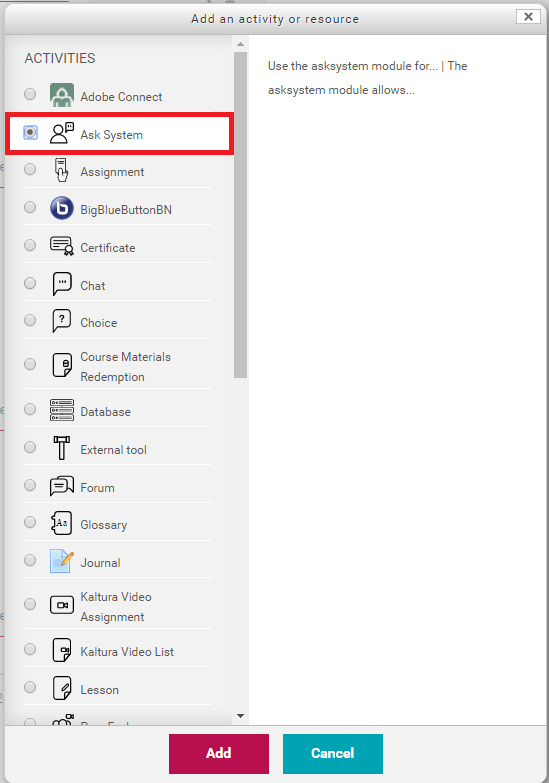 Add an activity or resource
ACTIVITIES
Adobe Connect
Ask System
Assignment
BigBlueButtonBN
Certificate
Chat
Choice
Course Materials
Redemption
Database
External tool
Forum
Glossary
Journal
Kaltura Video
Assignment
Kaltura Video List
Lesson
Use the asksystem module for... | The
asksystem module allows...
Add
Cancel